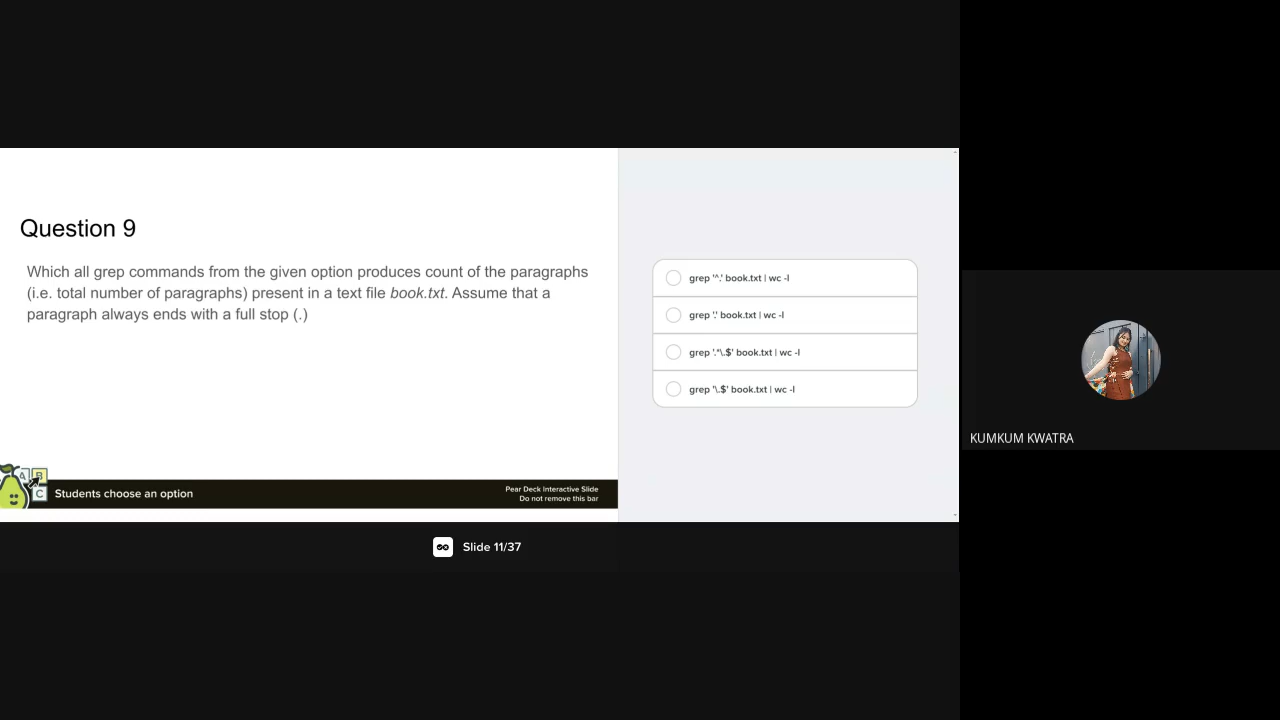 Question 9
Which all grep commands from the given option produces count of the paragraphs
(i.e. total number of paragraphs) present in a text file book.txt. Assume that a
paragraph always ends with a full stop (.)
grep '^.' book.txt | wc -l
grep '.' book.txt | wc -l
grep '.*\.$' book.txt | wc -l
grep '\.$' book.txt | wc -l
A
B
C
Students choose an option
Pear Deck Interactive Slide
Do not remove this bar
Slide 11/37
KUMKUM KWATRA